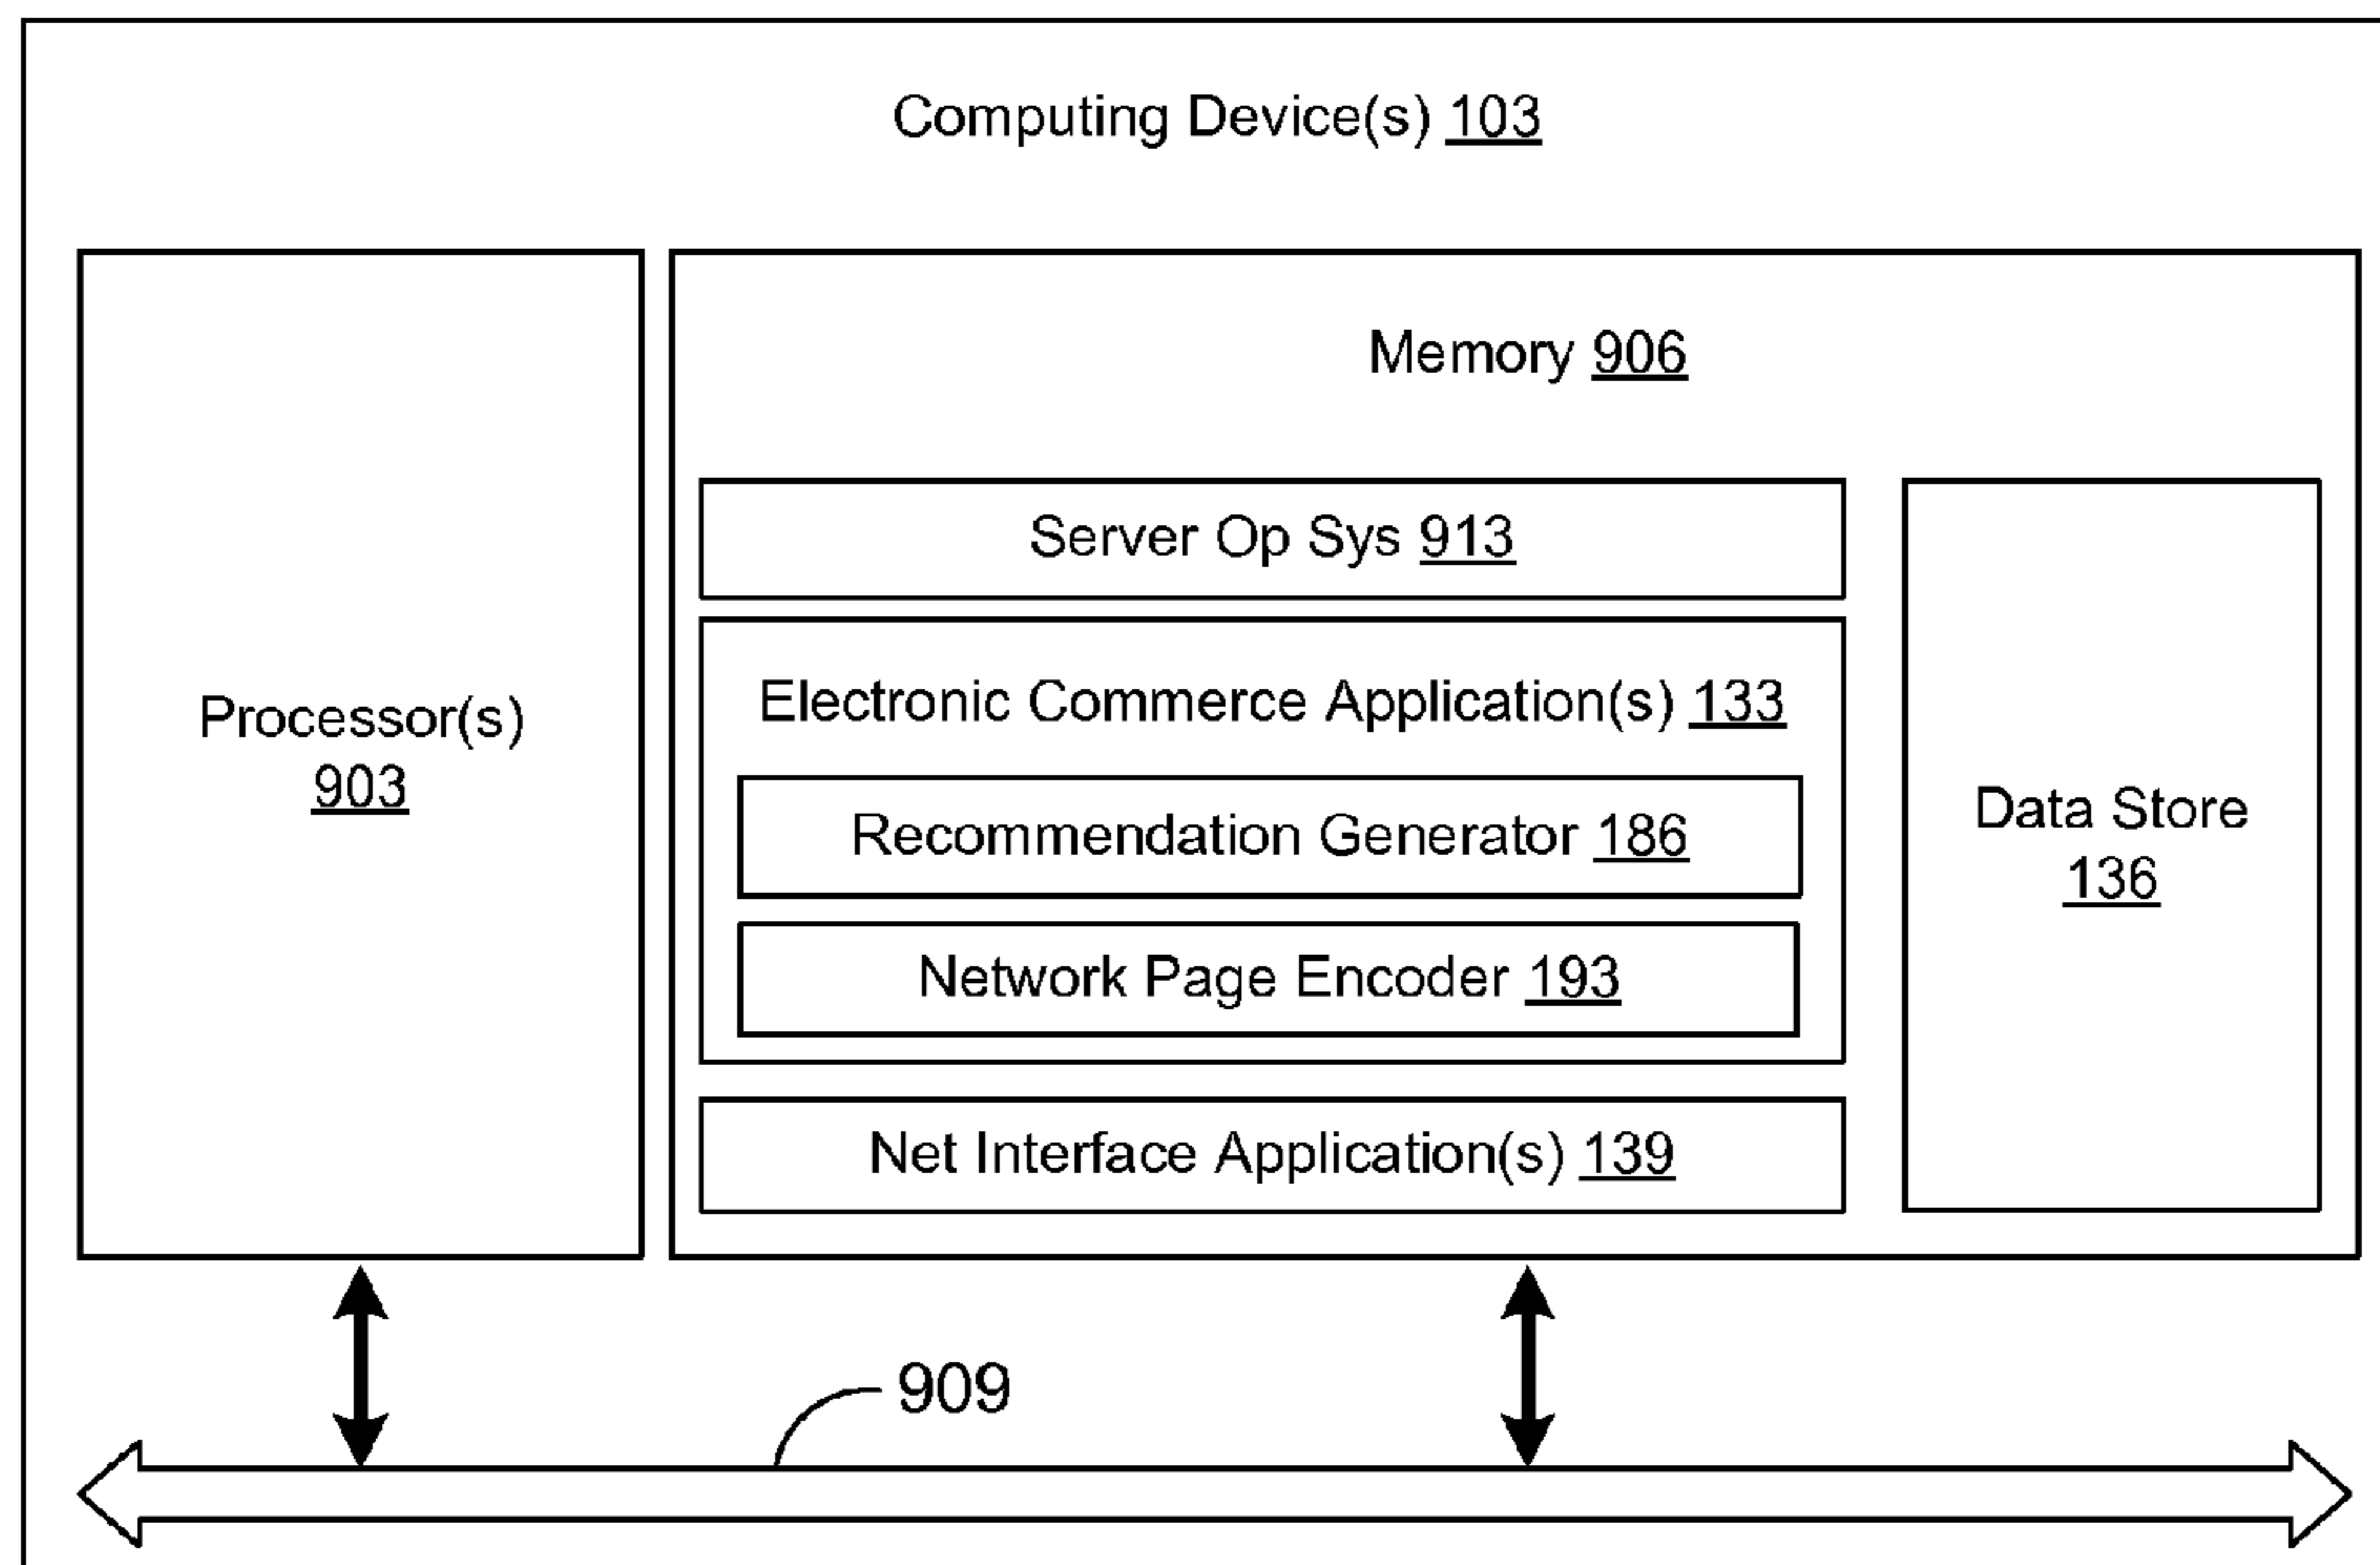 Computing Device(s) 103
Processor(s)
903
Memory 906
Server Op Sys 913
Electronic Commerce Application(s) 133
Recommendation Generator 186
Network Page Encoder 193
Net Interface Application(s) 139
Data Store
136
909